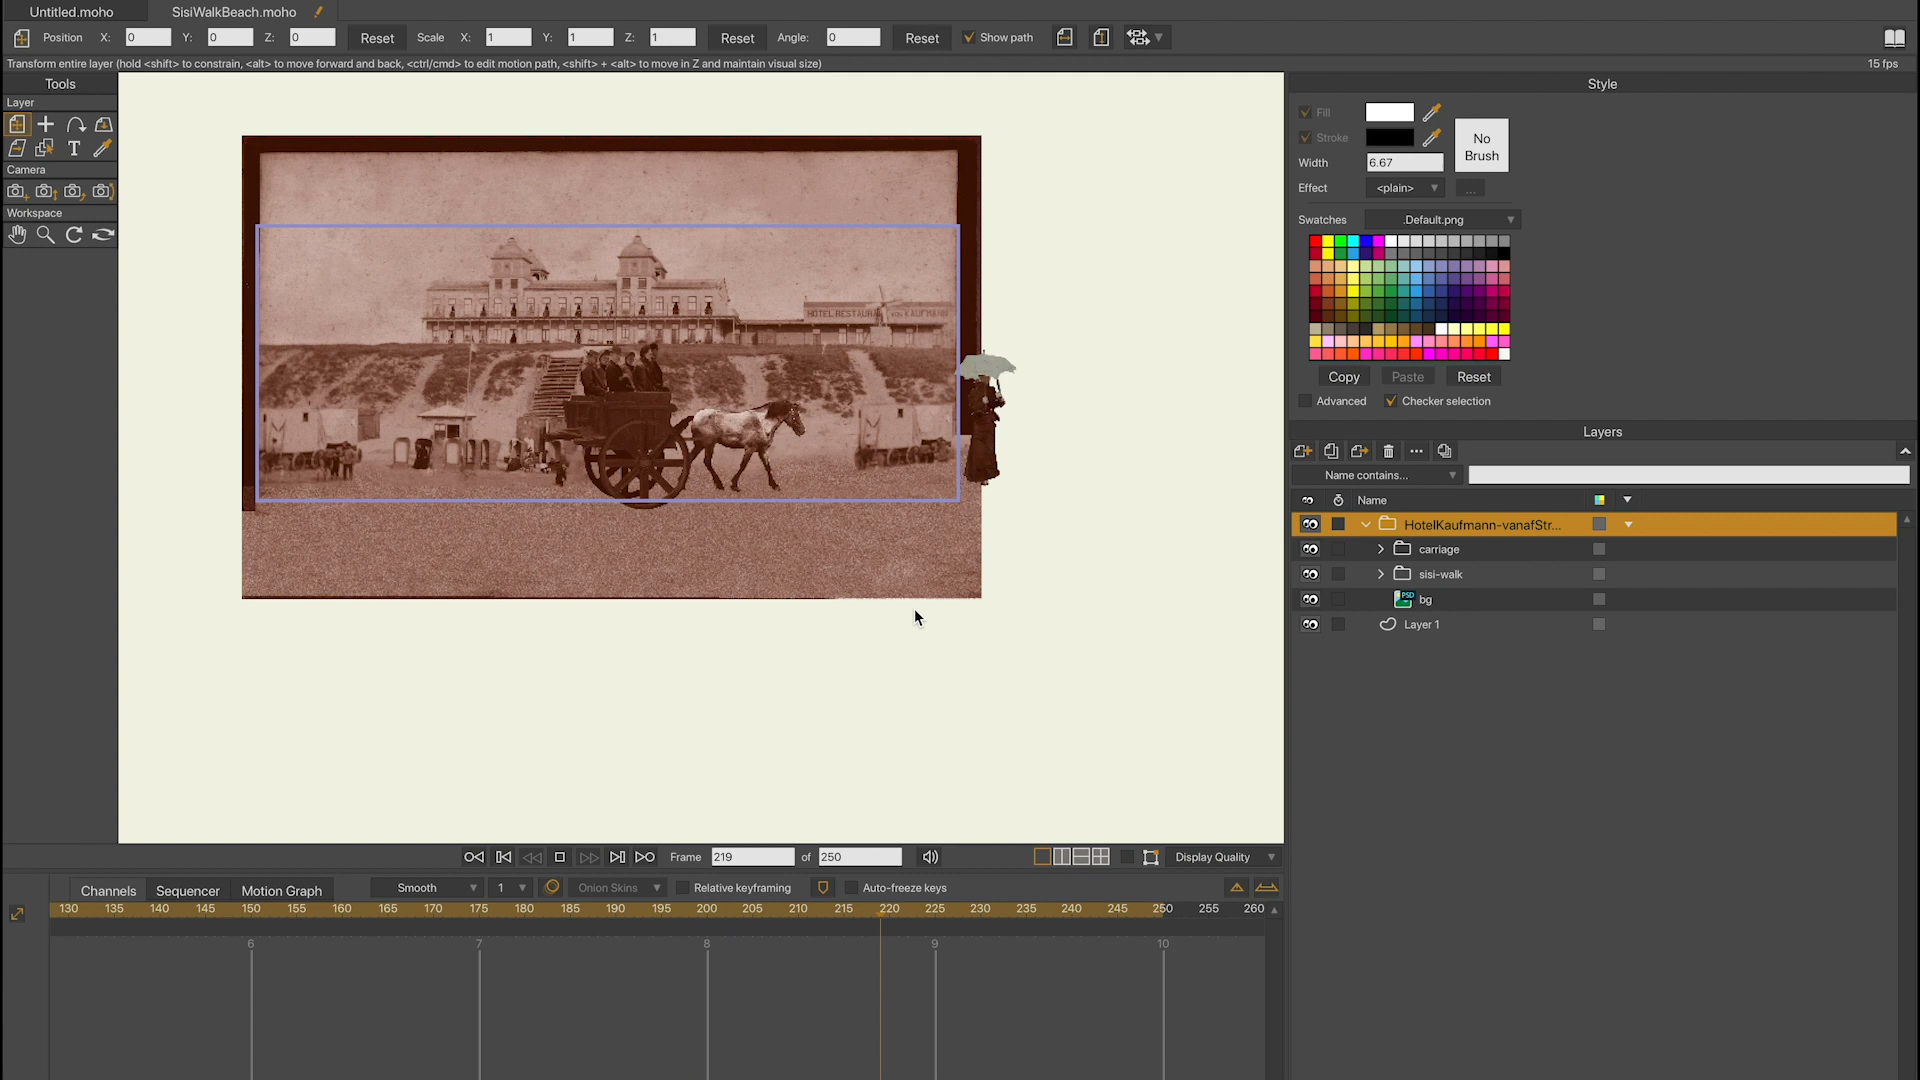 Untitled.moho SisiWalkBeach.moho
Position X: 0 Y: 0 Z: 0 Reset Scale X: 1 Y: 1 Z: 1 Reset Angle: 0 Reset Show path
Transform entire layer (hold <shift> to constrain, <alt> to move forward and back, <ctrl/cmd> to edit motion path, <shift> + <alt> to move in Z and maintain visual size) 15 fps
Tools
Layer
T
Camera
Workspace
HOTEL RESTAURA KAUFMANN
Style
Fill
Stroke
No
Brush
Width 6.67
Effect <plain> ...
Swatches .Default.png
Copy Paste Reset
Advanced Checker selection
Layers
Name contains...
Name
HotelKaufmann-vanafStr...
carriage
sisi-walk
PSD bg
Layer 1
Frame 219 of 250 Display Quality
Channels Sequencer Motion Graph Smooth 1 Onion Skins Relative keyframing Auto-freeze keys
130 135 140 145 150 155 160 165 170 175 180 185 190 195 200 205 210 215 220 225 230 235 240 245 250 255 260
6 7 8 9 10